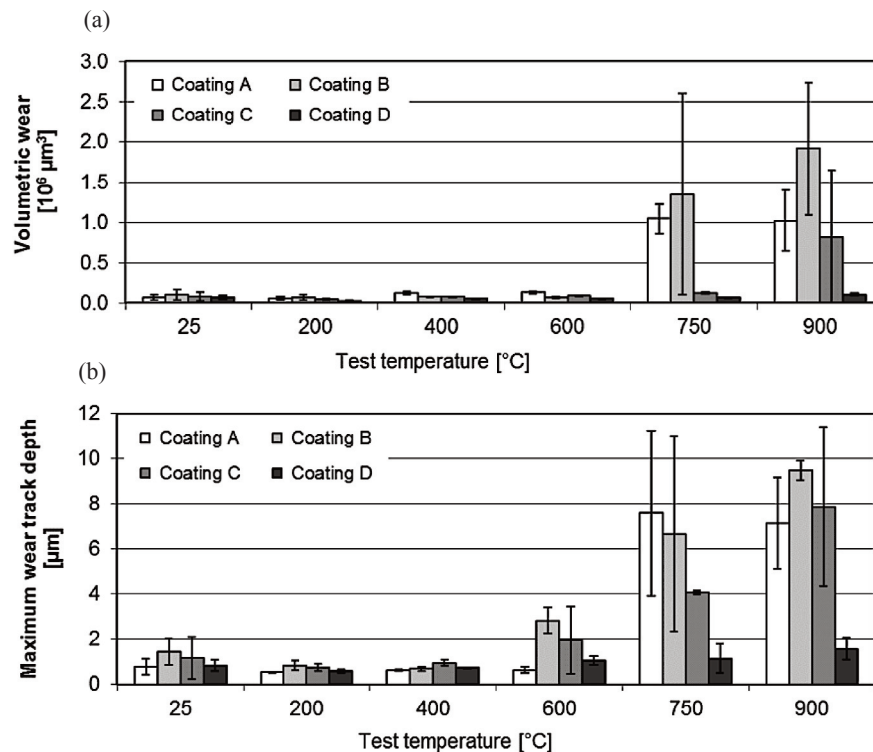 (a)
Volumetric wear
[10⁶ µm³]
3.0
2.5
2.0
1.5
1.0
0.5
0.0
Coating A
Coating B
Coating C
Coating D
25
200
400
600
750
900
Test temperature [°C]
(b)
Maximum wear track depth
[µm]
12
10
8
6
4
2
0
Coating A
Coating B
Coating C
Coating D
25
200
400
600
750
900
Test temperature [°C]